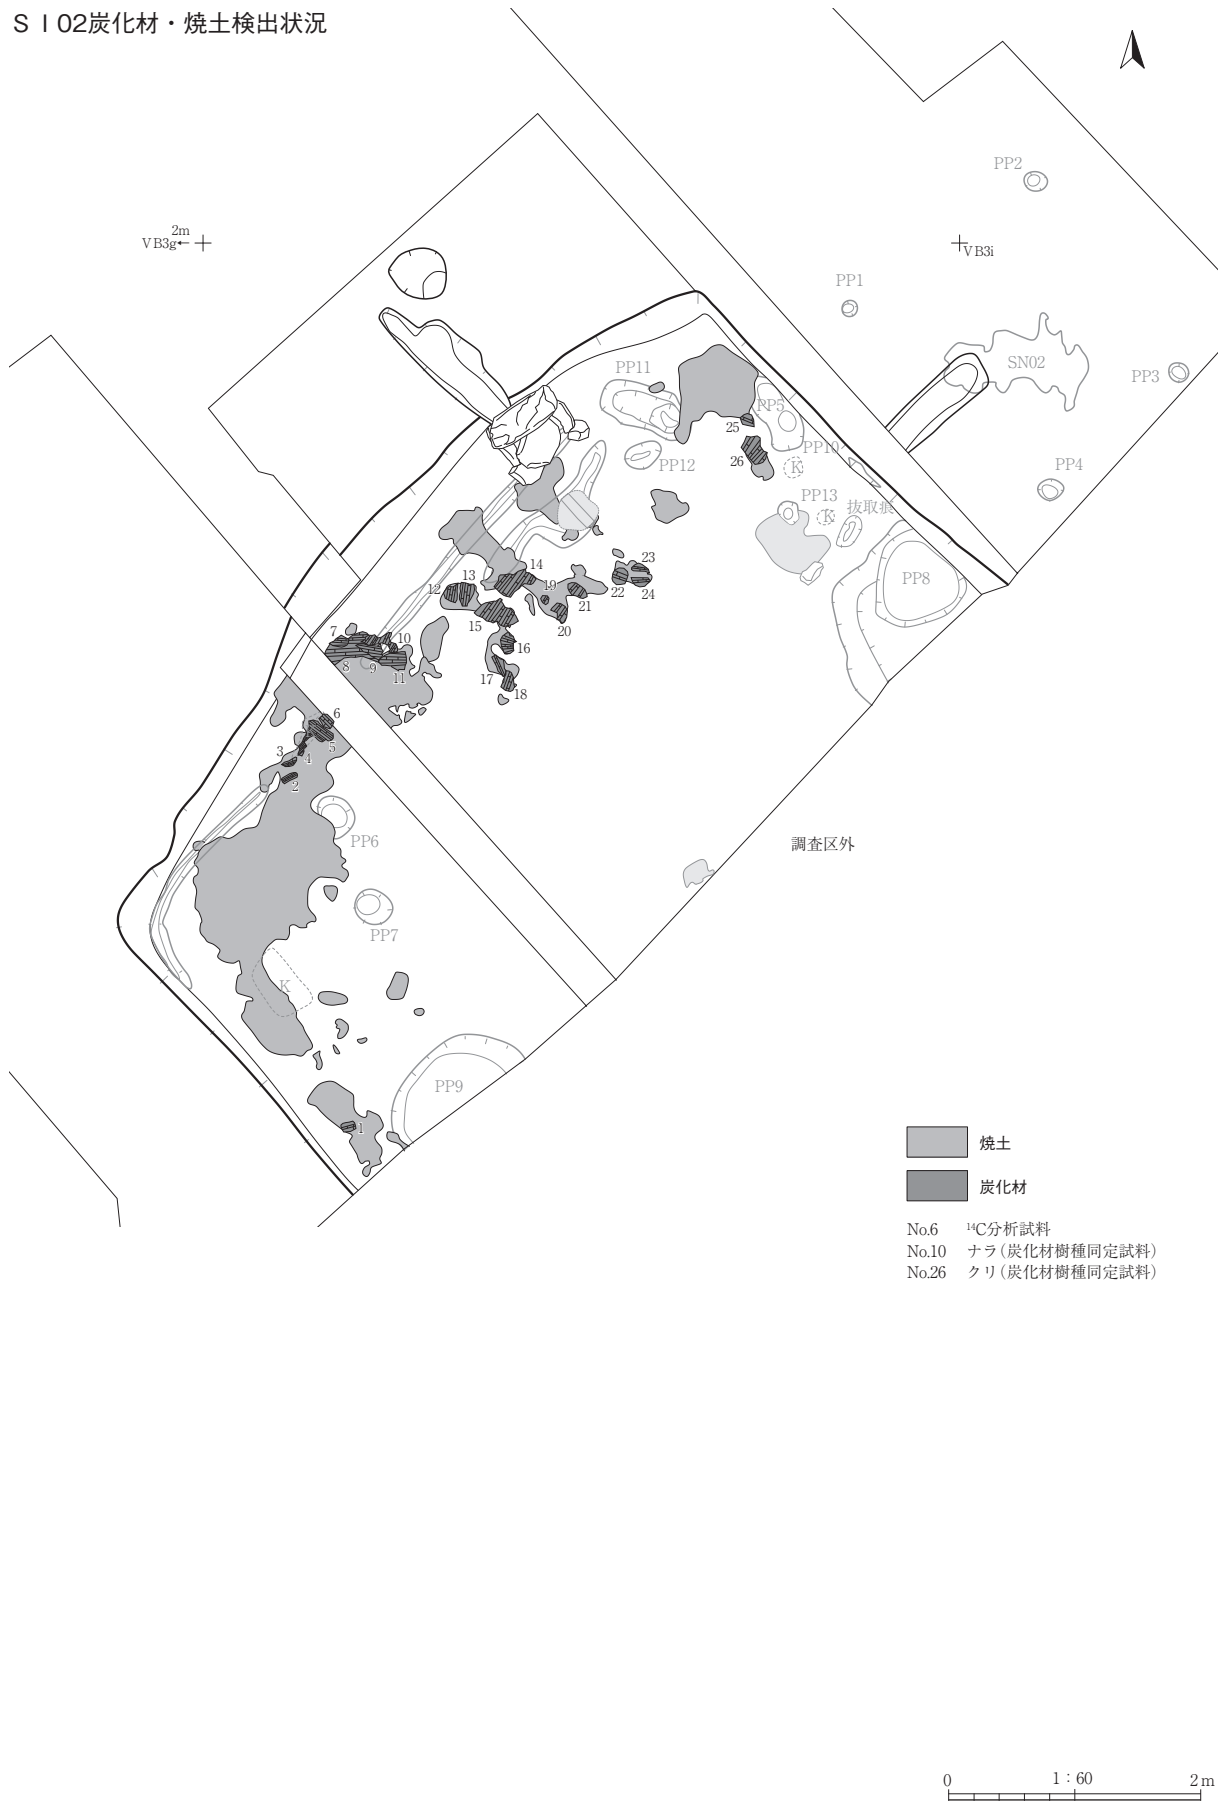 ＳＩ02炭化材・焼土検出状況
PP2
2m
VB3g←
VB3i
PP1
SN02
PP3
PP11
PP5
25
PP10
26
K
PP12
PP4
PP13
K
抜取痕
PP8
23
14
13
19
12
22
24
21
15
20
7
10
16
8
9
11
17
18
6
5
3
4
2
PP6
調査区外
PP7
K
PP9
1
焼土
炭化材
No.6 ¹⁴C分析試料
No.10 ナラ（炭化材樹種同定試料）
No.26 クリ（炭化材樹種同定試料）
0 1：60 2m